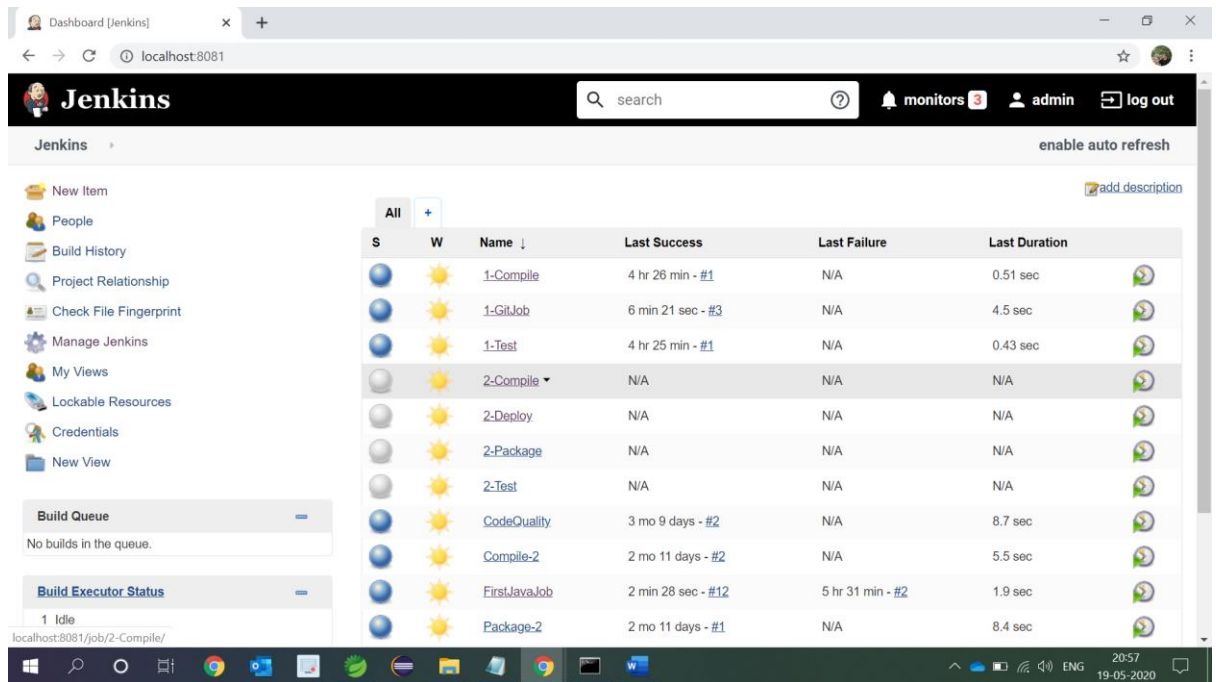 Dashboard [Jenkins]
localhost:8081
Jenkins
search
monitors 3 admin log out
Jenkins
enable auto refresh
New Item
People
Build History
Project Relationship
Check File Fingerprint
Manage Jenkins
My Views
Lockable Resources
Credentials
New View
Build Queue
No builds in the queue.
Build Executor Status
1 Idle
localhost:8081/job/2-Compile/
add description
All +
S W Name ↓ Last Success Last Failure Last Duration
1-Compile 4 hr 26 min - #1 N/A 0.51 sec
1-GitJob 6 min 21 sec - #3 N/A 4.5 sec
1-Test 4 hr 25 min - #1 N/A 0.43 sec
2-Compile N/A N/A N/A
2-Deploy N/A N/A N/A
2-Package N/A N/A N/A
2-Test N/A N/A N/A
CodeQuality 3 mo 9 days - #2 N/A 8.7 sec
Compile-2 2 mo 11 days - #2 N/A 5.5 sec
FirstJavaJob 2 min 28 sec - #12 5 hr 31 min - #2 1.9 sec
Package-2 2 mo 11 days - #1 N/A 8.4 sec
ENG
20:57
19-05-2020